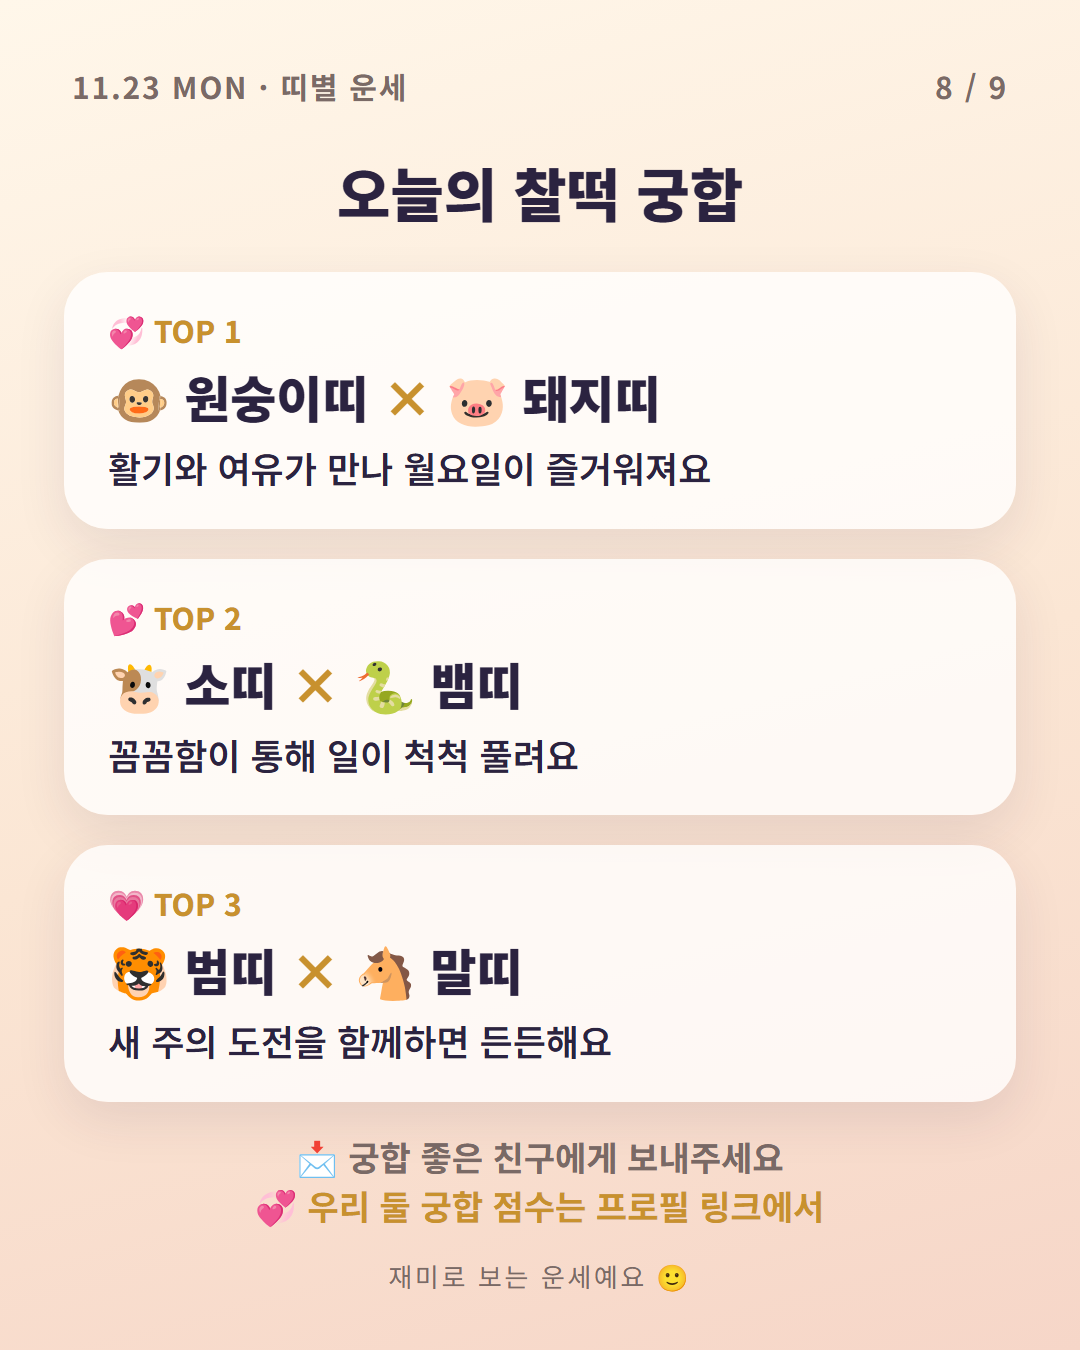 11.23 MON · 띠별 운세
8 / 9
오늘의 찰떡 궁합
💞 TOP 1
🐵 원숭이띠 × 🐷 돼지띠
활기와 여유가 만나 월요일이 즐거워져요
💕 TOP 2
🐮 소띠 × 🐍 뱀띠
꼼꼼함이 통해 일이 척척 풀려요
💗 TOP 3
🐯 범띠 × 🐴 말띠
새 주의 도전을 함께하면 든든해요
📩 궁합 좋은 친구에게 보내주세요
💞 우리 둘 궁합 점수는 프로필 링크에서
재미로 보는 운세예요 🙂